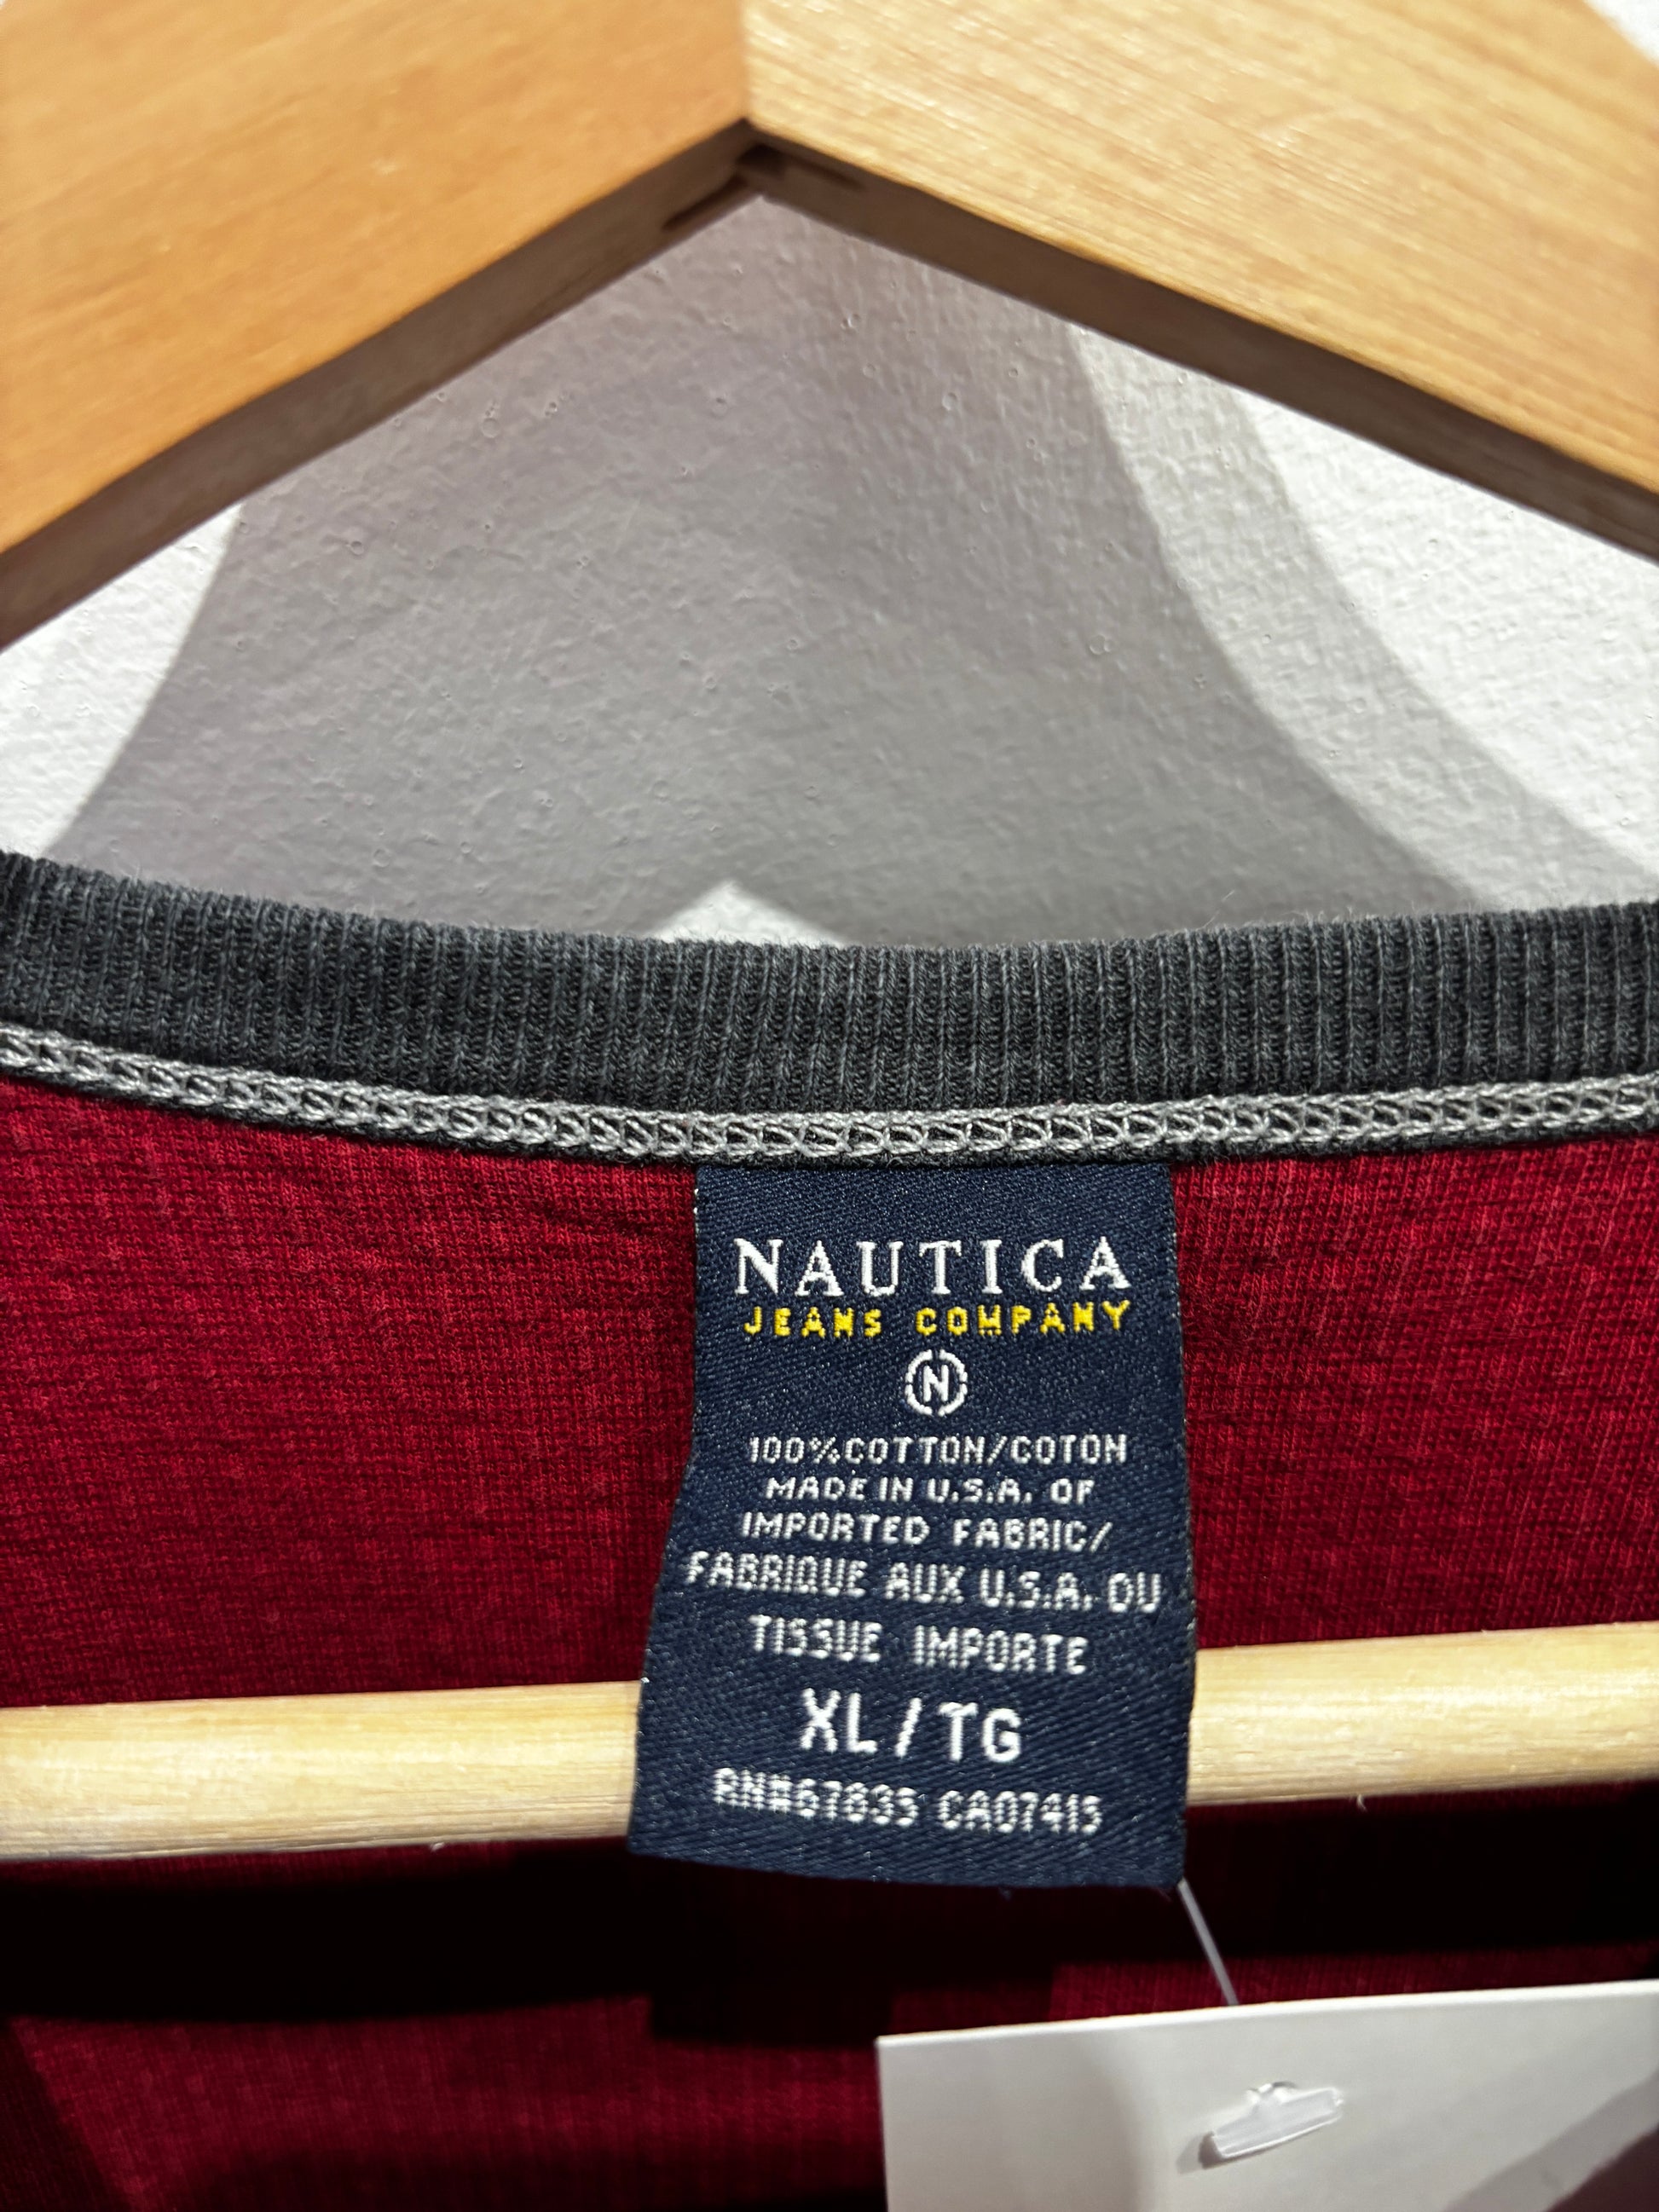 NAUTICA
JEANS COMPANY
N
100%COTTON/COTON
MADE IN U.S.A. OF
IMPORTED FABRIC/
FABRIQUE AUX U.S.A. OU
TISSUE IMPORTE
XL/TG
RN#67835 CA07415